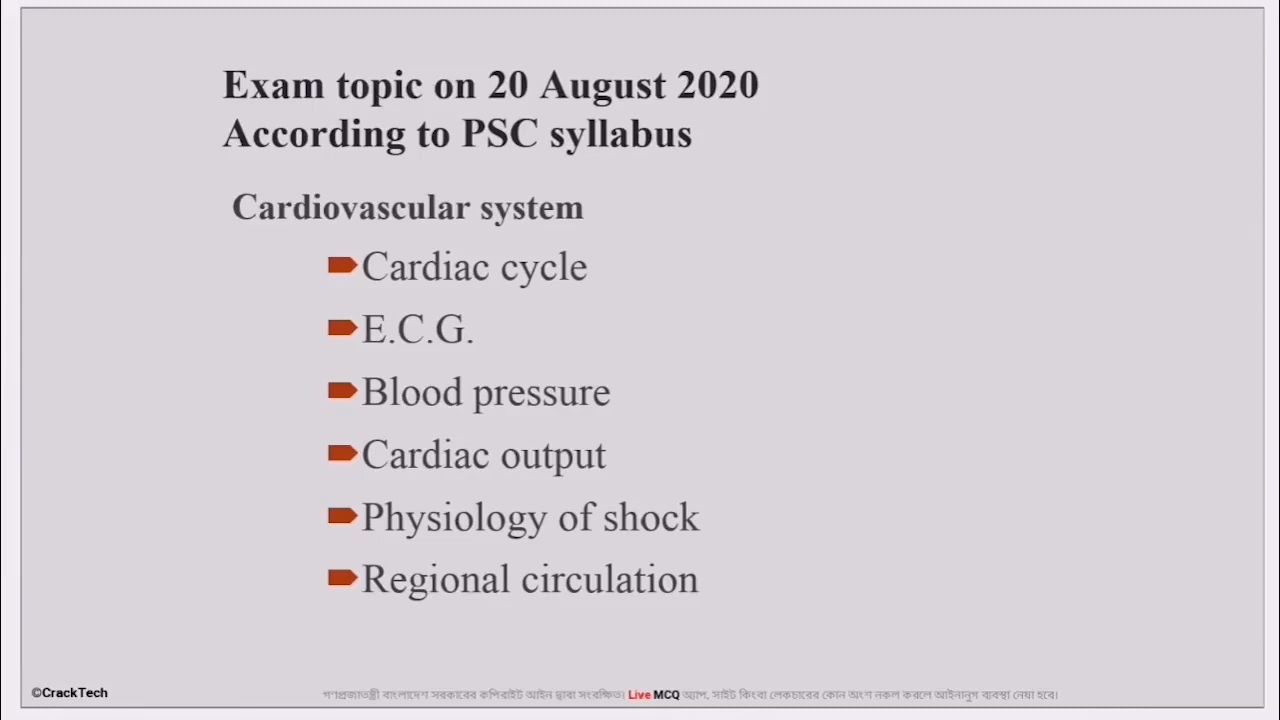 Exam topic on 20 August 2020
According to PSC syllabus
Cardiovascular system
Cardiac cycle
E.C.G.
Blood pressure
Cardiac output
Physiology of shock
Regional circulation
©CrackTech
গণপ্রজাতন্ত্রী বাংলাদেশ সরকারের কপিরাইট আইন দ্বারা সংরক্ষিত। Live MCQ অ্যাপ, সাইট কিংবা লেকচারের কোন অংশ নকল করলে আইনানুগ ব্যবস্থা নেয়া হবে।